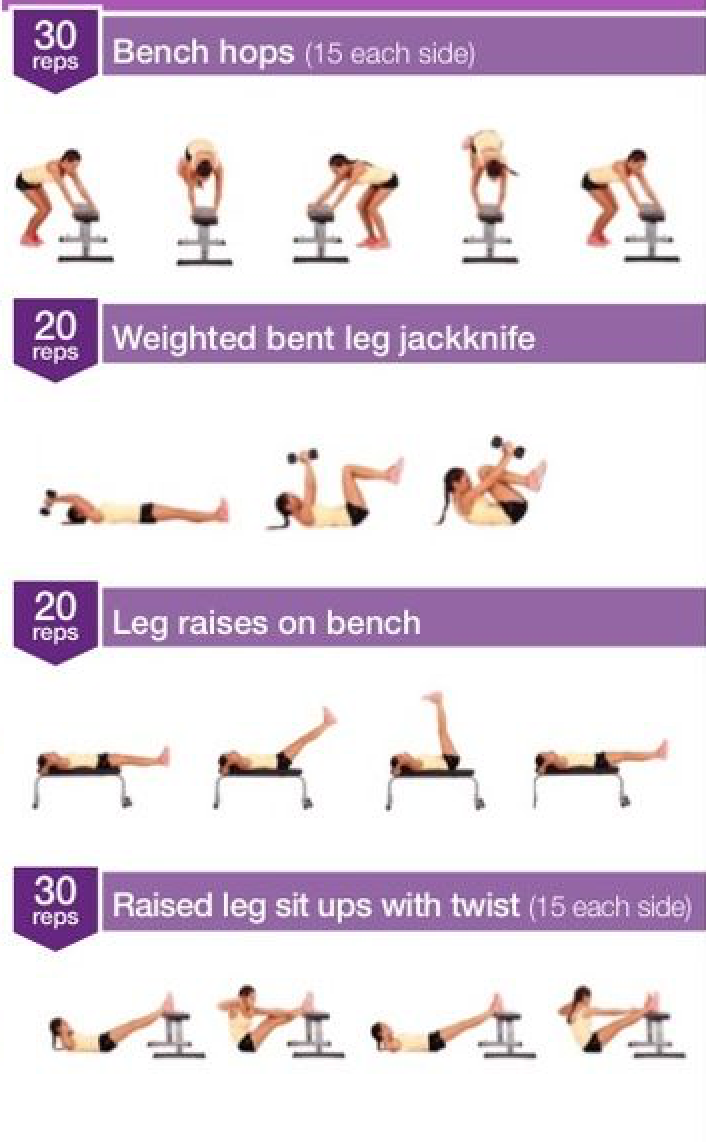 30
reps
Bench hops (15 each side)
20
reps
Weighted bent leg jackknife
20
reps
Leg raises on bench
30
reps
Raised leg sit ups with twist (15 each side)